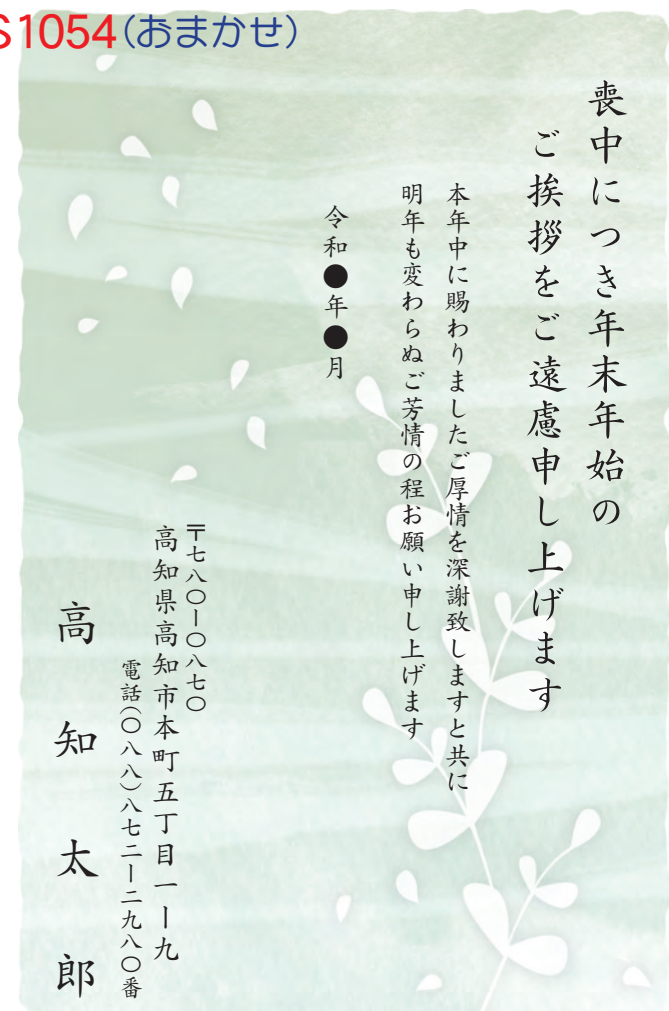 S1054（おまかせ）
喪中につき年末年始の
ご挨拶をご遠慮申し上げます
本年中に賜わりましたご厚情を深謝致しますと共に
明年も変わらぬご芳情の程お願い申し上げます
令和●年●月
〒七八〇ー〇八七〇
高知県高知市本町五丁目一ー九
電話（〇八八）八七二ー二九八〇番
高知太郎